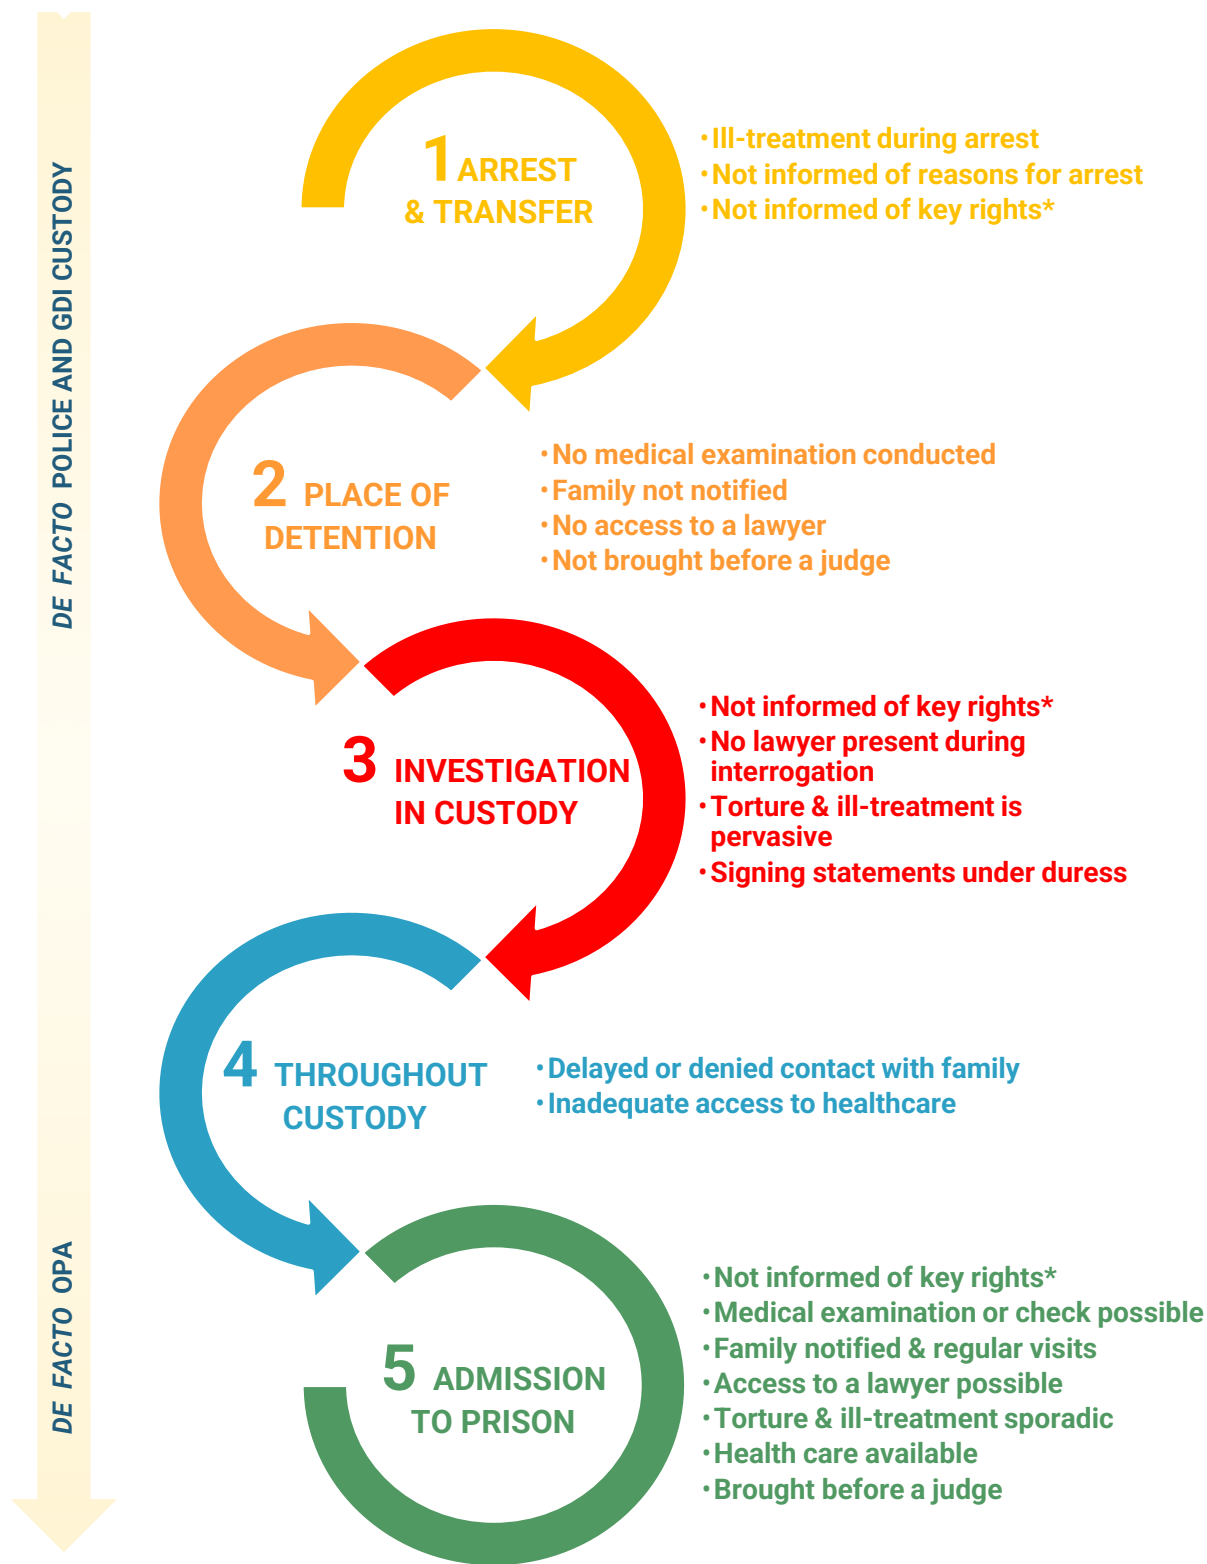 DE FACTO POLICE AND GDI CUSTODY
1 ARREST
& TRANSFER
• Ill-treatment during arrest
• Not informed of reasons for arrest
• Not informed of key rights*
2 PLACE OF
DETENTION
• No medical examination conducted
• Family not notified
• No access to a lawyer
• Not brought before a judge
3 INVESTIGATION
IN CUSTODY
• Not informed of key rights*
• No lawyer present during
interrogation
• Torture & ill-treatment is
pervasive
• Signing statements under duress
4 THROUGHOUT
CUSTODY
• Delayed or denied contact with family
• Inadequate access to healthcare
DE FACTO OPA
5 ADMISSION
TO PRISON
• Not informed of key rights*
• Medical examination or check possible
• Family notified & regular visits
• Access to a lawyer possible
• Torture & ill-treatment sporadic
• Health care available
• Brought before a judge